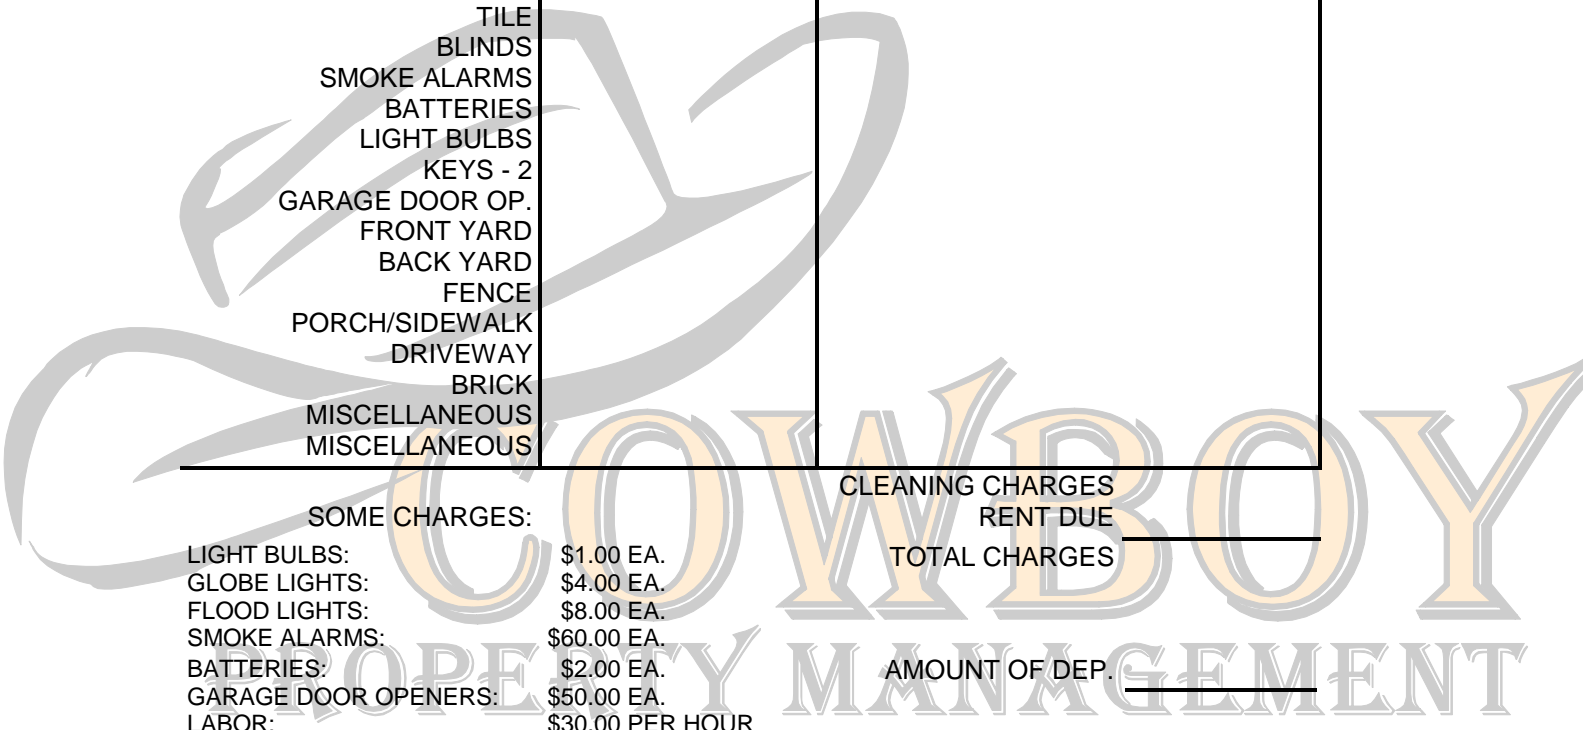 TILE
BLINDS
SMOKE ALARMS
BATTERIES
LIGHT BULBS
KEYS - 2
GARAGE DOOR OP.
FRONT YARD
BACK YARD
FENCE
PORCH/SIDEWALK
DRIVEWAY
BRICK
MISCELLANEOUS
MISCELLANEOUS
CLEANING CHARGES
SOME CHARGES: RENT DUE
LIGHT BULBS: $1.00 EA. TOTAL CHARGES
GLOBE LIGHTS: $4.00 EA.
FLOOD LIGHTS: $8.00 EA.
SMOKE ALARMS: $60.00 EA.
BATTERIES: $2.00 EA. AMOUNT OF DEP.
GARAGE DOOR OPENERS: $50.00 EA.
LABOR: $30.00 PER HOUR
COWBOY
PROPERTY MANAGEMENT